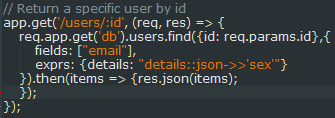 // Return a specific user by id
app.get('/users/:id', (req, res) => {
req.app.get('db').users.find({id: req.params.id},{
fields: ["email"],
exprs: {details: "details::json->>'sex'"}
}).then(items => {res.json(items);
});
});